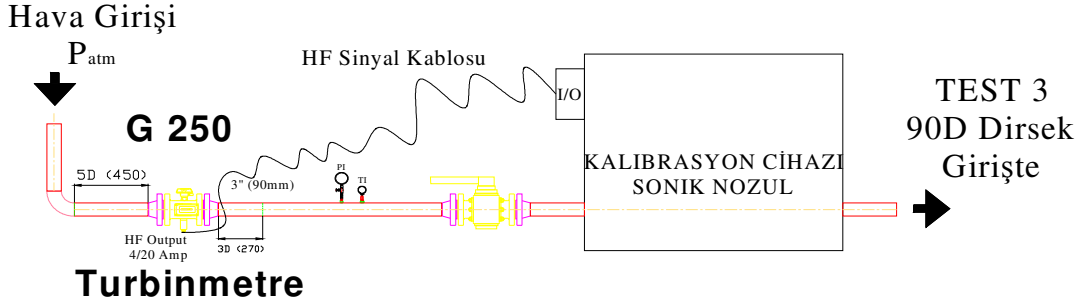 Hava Girişi
Patm
HF Sinyal Kablosu
I/O
TEST 3
90D Dirsek
Girişte
G 250
KALIBRASYON CİHAZI
SONIK NOZUL
5D (450)
3" (90mm)
PI
TI
HF Output
4/20 Amp
3D (270)
Turbinmetre